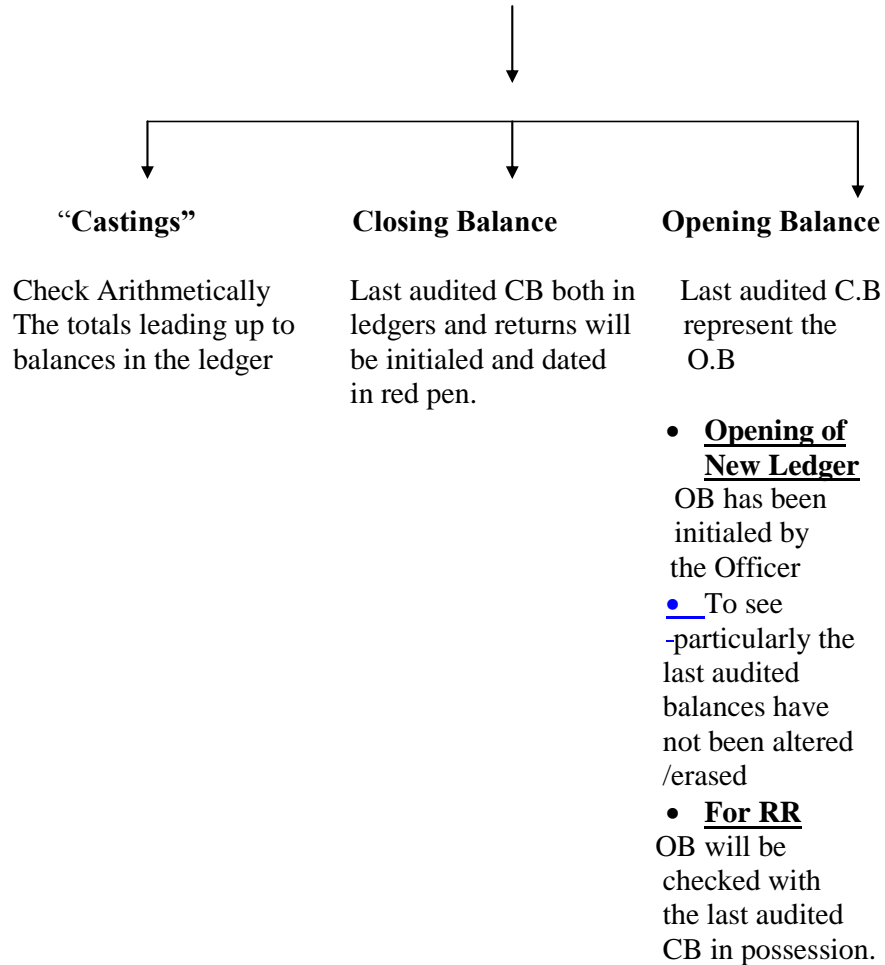 “Castings”
Check Arithmetically
The totals leading up to
balances in the ledger
Closing Balance
Last audited CB both in
ledgers and returns will
be initialed and dated
in red pen.
Opening Balance
Last audited C.B
represent the
O.B
• Opening of
New Ledger
OB has been
initialed by
the Officer
• To see
-particularly the
last audited
balances have
not been altered
/erased
• For RR
OB will be
checked with
the last audited
CB in possession.